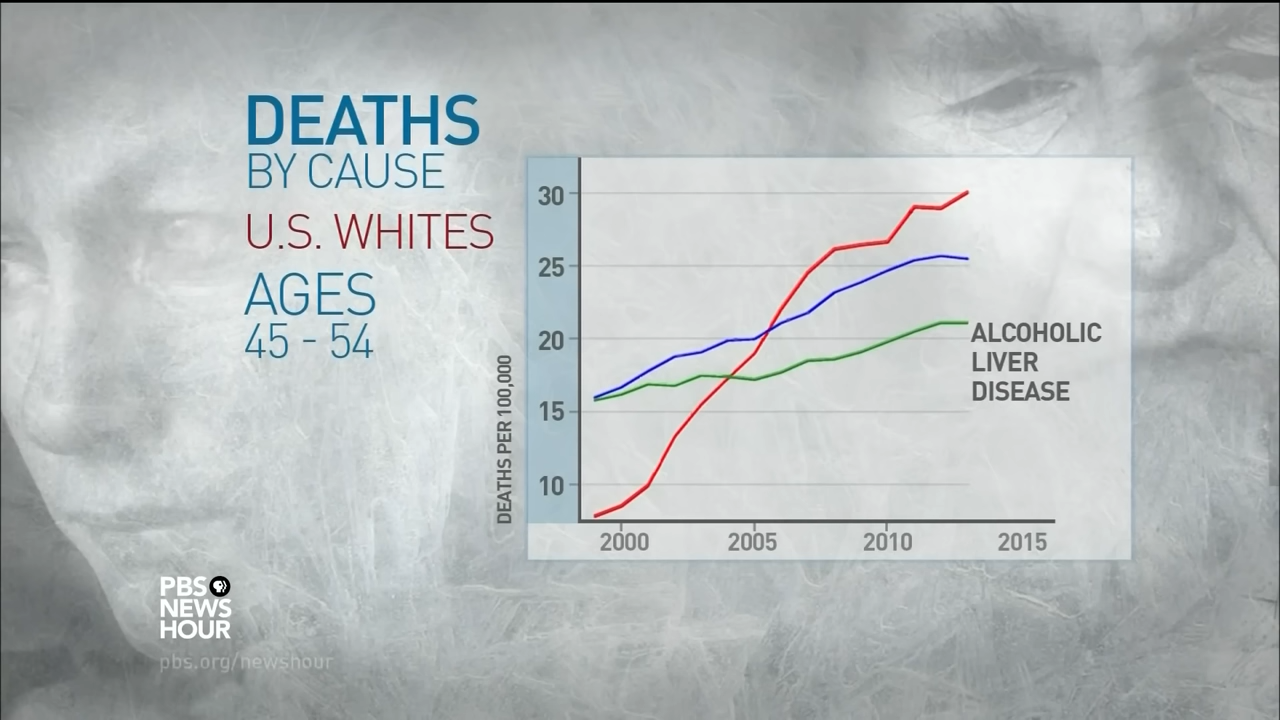 DEATHS
BY CAUSE
U.S. WHITES
AGES
45 - 54
DEATHS PER 100,000
30
25
20
15
10
2000 2005 2010 2015
ALCOHOLIC
LIVER
DISEASE
PBS
NEWS
HOUR
pbs.org/newshour